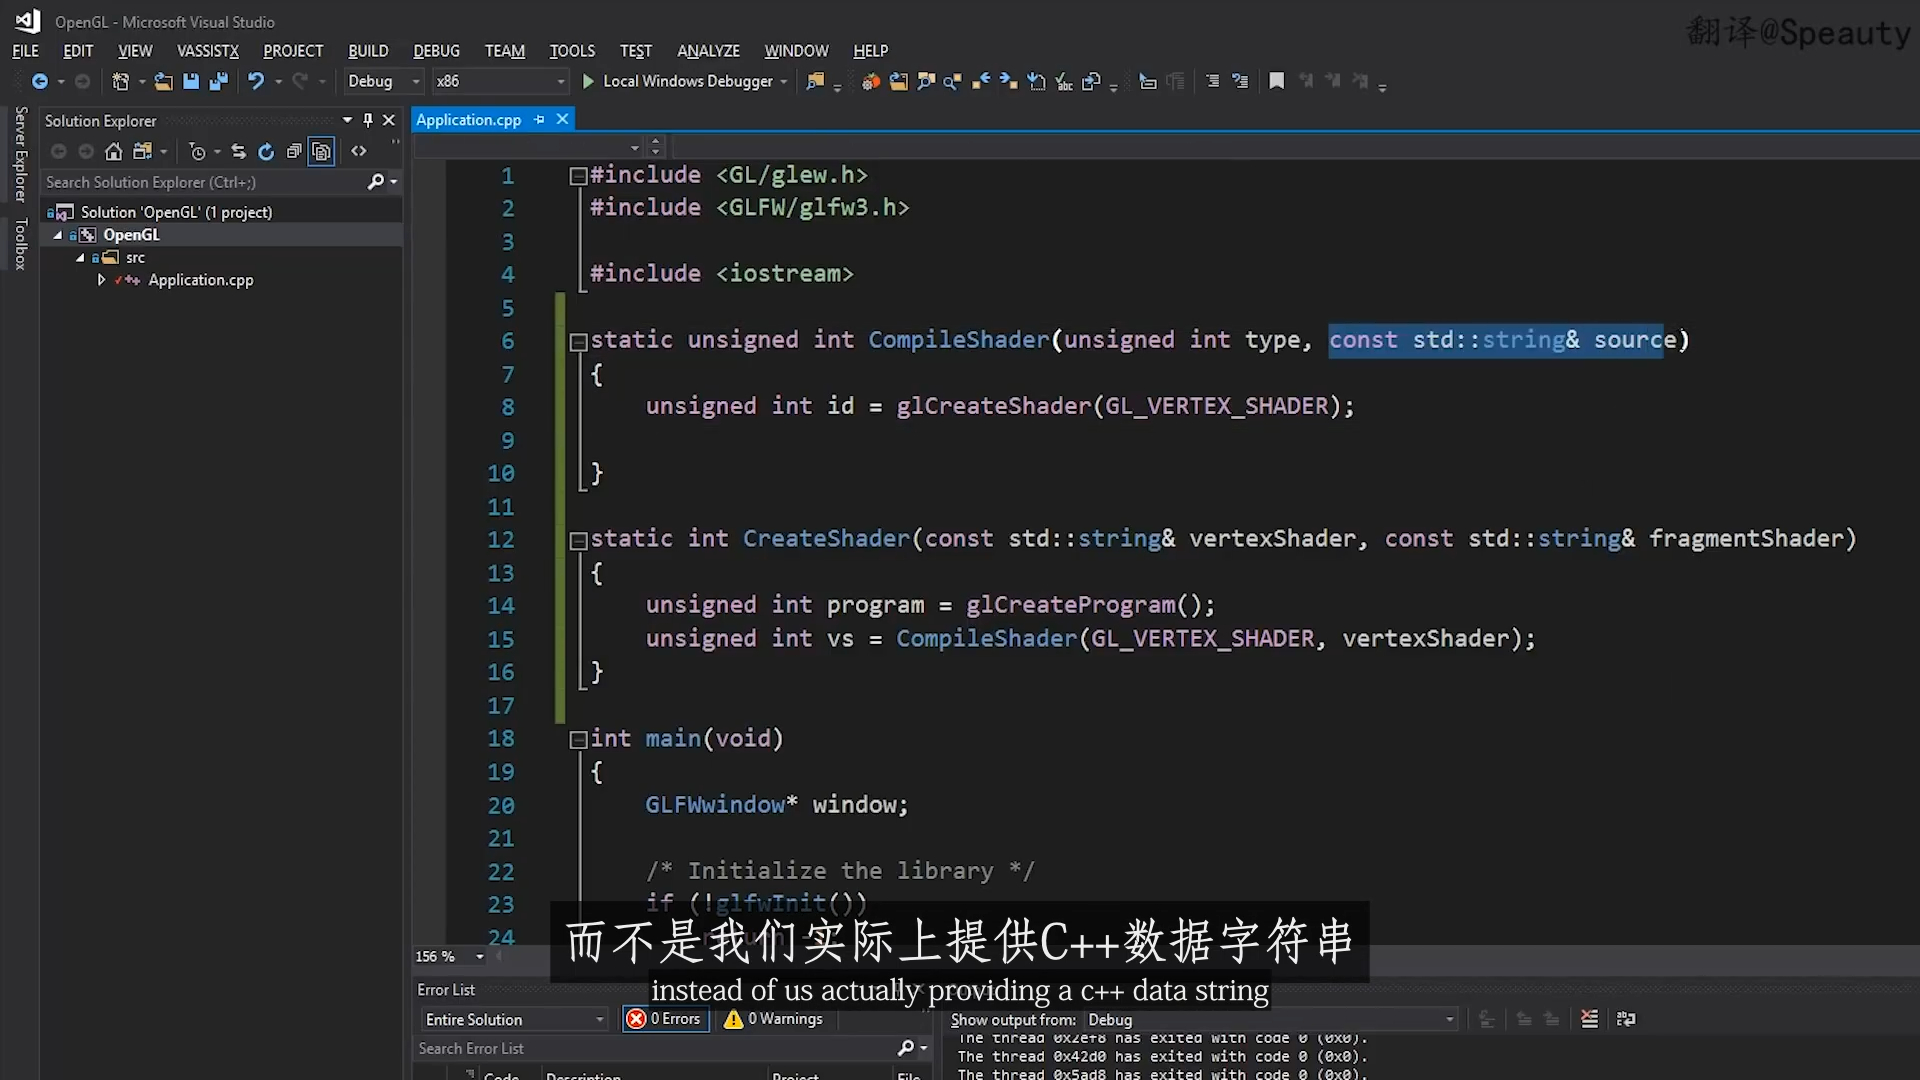 OpenGL - Microsoft Visual Studio
翻译@Speauty
FILE EDIT VIEW VASSISTX PROJECT BUILD DEBUG TEAM TOOLS TEST ANALYZE WINDOW HELP
Debug x86 Local Windows Debugger
Server Explorer
Toolbox
Solution Explorer
Search Solution Explorer (Ctrl+;)
Solution 'OpenGL' (1 project)
OpenGL
src
Application.cpp
Application.cpp
1 #include <GL/glew.h>
2 #include <GLFW/glfw3.h>
3
4 #include <iostream>
5
6 static unsigned int CompileShader(unsigned int type, const std::string& source)
7 {
8 unsigned int id = glCreateShader(GL_VERTEX_SHADER);
9
10 }
11
12 static int CreateShader(const std::string& vertexShader, const std::string& fragmentShader)
13 {
14 unsigned int program = glCreateProgram();
15 unsigned int vs = CompileShader(GL_VERTEX_SHADER, vertexShader);
16 }
17
18 int main(void)
19 {
20 GLFWwindow* window;
21
22 /* Initialize the library */
23 if (!glfwInit())
24
而不是我们实际上提供C++数据字符串
instead of us actually providing a c++ data string
156 %
Error List
Entire Solution 0 Errors 0 Warnings
Search Error List
Code Description Project File
Show output from: Debug
The thread 0x2ef8 has exited with code 0 (0x0).
The thread 0x42d0 has exited with code 0 (0x0).
The thread 0x5ad8 has exited with code 0 (0x0).